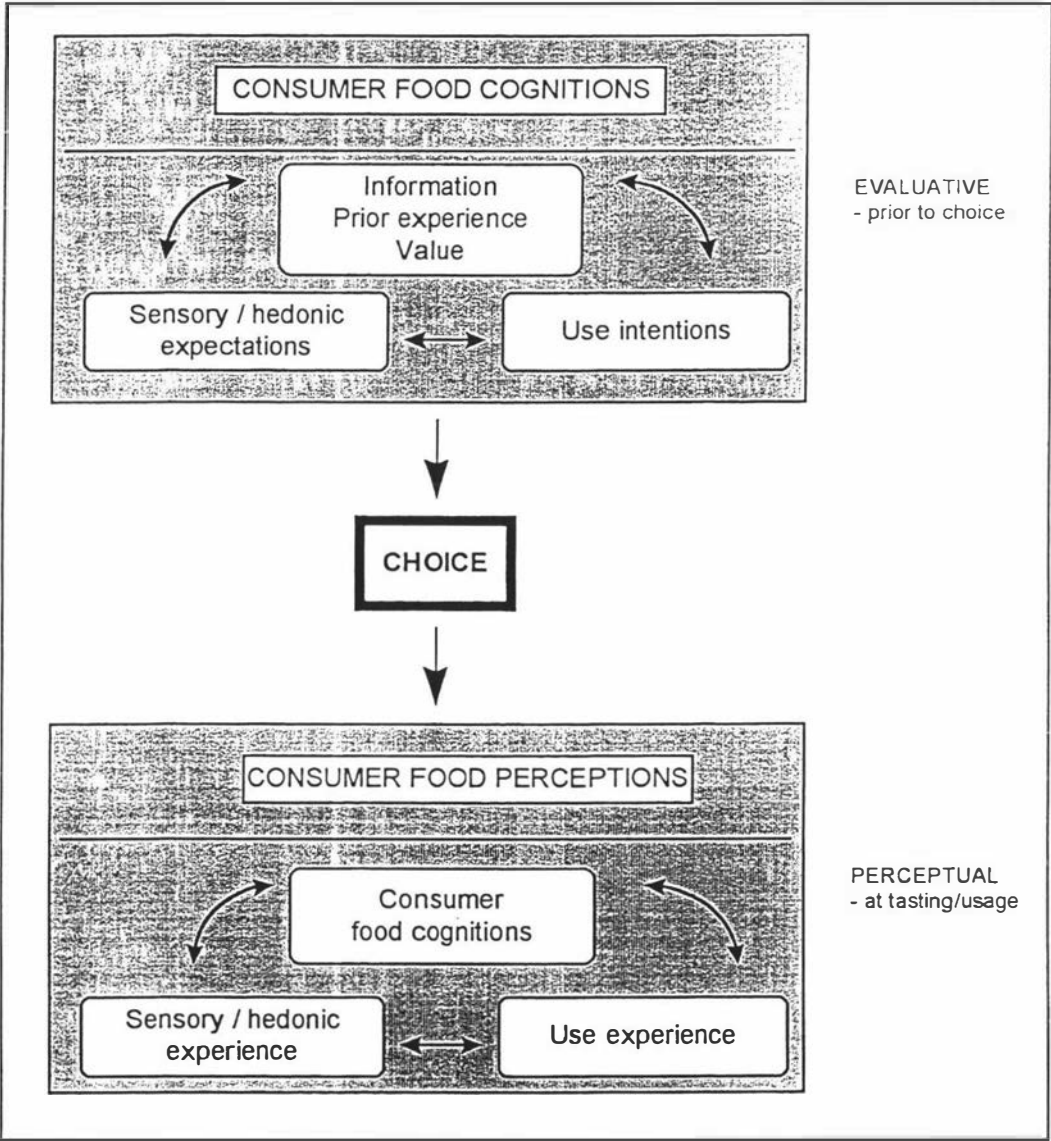 CONSUMER FOOD COGNITIONS
Information
Prior experience
Value
EVALUATIVE
- prior to choice
Sensory / hedonic
expectations
Use intentions
CHOICE
CONSUMER FOOD PERCEPTIONS
Consumer
food cognitions
PERCEPTUAL
- at tasting/usage
Sensory / hedonic
experience
Use experience